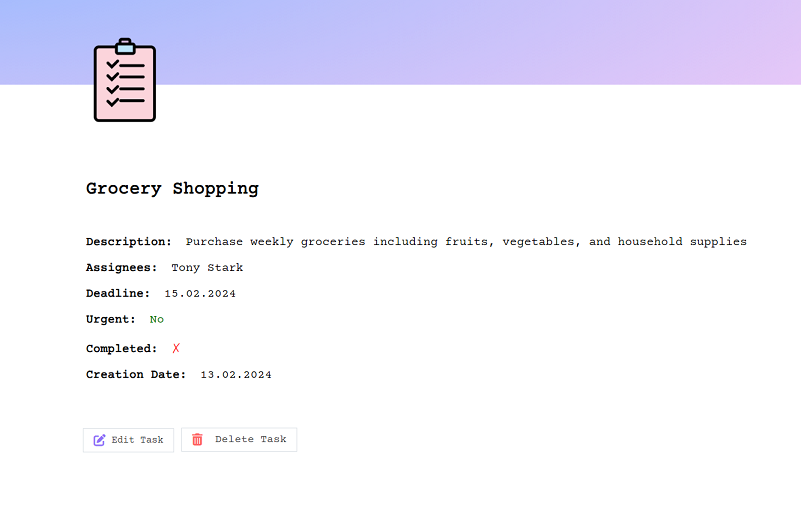 Grocery Shopping
Description: Purchase weekly groceries including fruits, vegetables, and household supplies
Assignees: Tony Stark
Deadline: 15.02.2024
Urgent: No
Completed: ✗
Creation Date: 13.02.2024
Edit Task
Delete Task